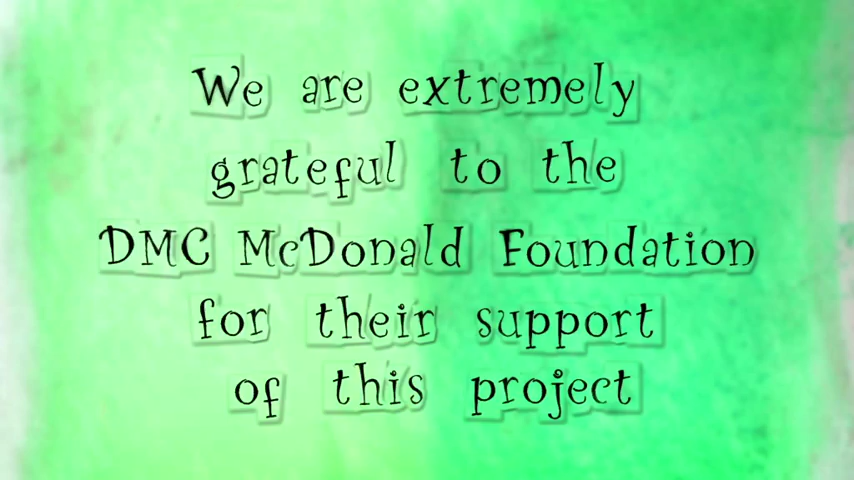 We are extremely
grateful to the
DMC McDonald Foundation
for their support
of this project